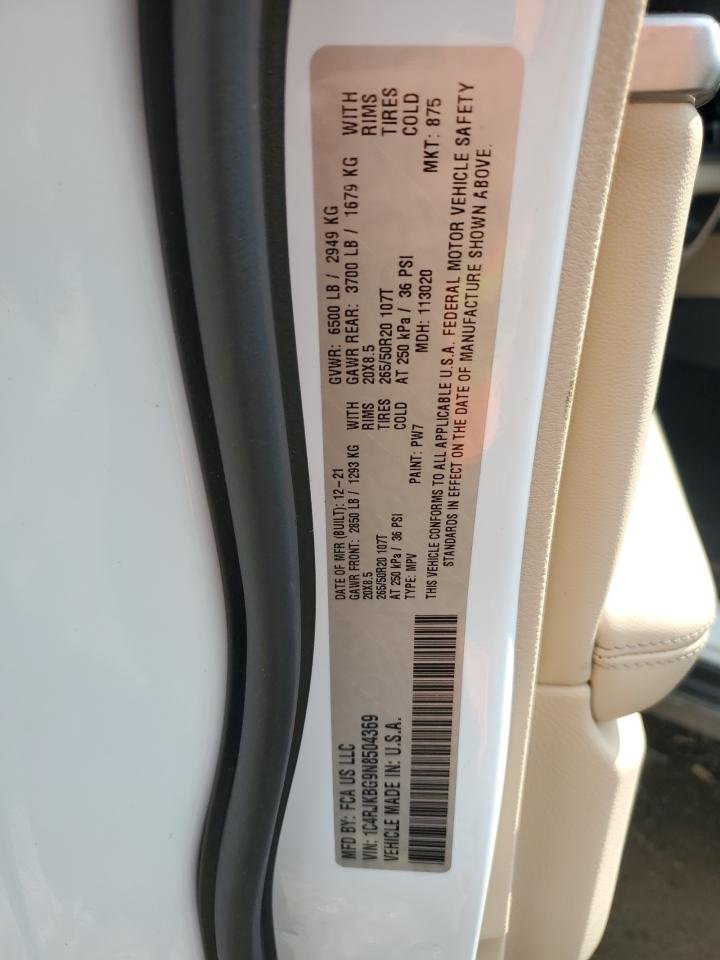 MFD BY: FCA US LLC
VIN: 1C4RJKBG9N8504369
VEHICLE MADE IN: U.S.A.
DATE OF MFR (BUILT): 12-21
GAWR FRONT: 2850 LB / 1293 KG WITH
20X8.5 RIMS
265/50R20 107T TIRES
AT 250 kPa / 36 PSI COLD
TYPE: MPV PAINT: PW7
GVWR: 6500 LB / 2949 KG
GAWR REAR: 3700 LB / 1679 KG WITH
20X8.5 RIMS
265/50R20 107T TIRES
AT 250 kPa / 36 PSI COLD
MDH: 113020 MKT: 875
THIS VEHICLE CONFORMS TO ALL APPLICABLE U.S.A. FEDERAL MOTOR VEHICLE SAFETY
STANDARDS IN EFFECT ON THE DATE OF MANUFACTURE SHOWN ABOVE.